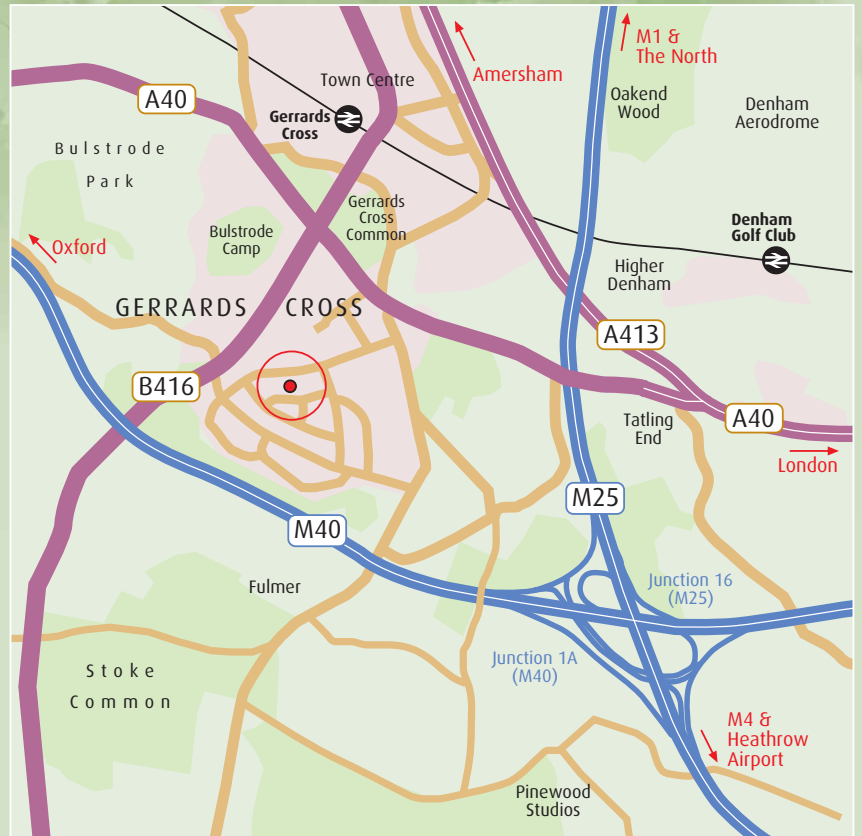 M1 &
The North
Amersham
Town Centre
Oakend
Wood
Denham
Aerodrome
A40
Gerrards
Cross
Bulstrode
Park
Gerrards
Cross
Common
Bulstrode
Camp
Denham
Golf Club
Oxford
Higher
Denham
GERRARDS CROSS
A413
B416
A40
Tatling
End
London
M25
M40
Fulmer
Junction 16
(M25)
Junction 1A
(M40)
Stoke
Common
M4 &
Heathrow
Airport
Pinewood
Studios